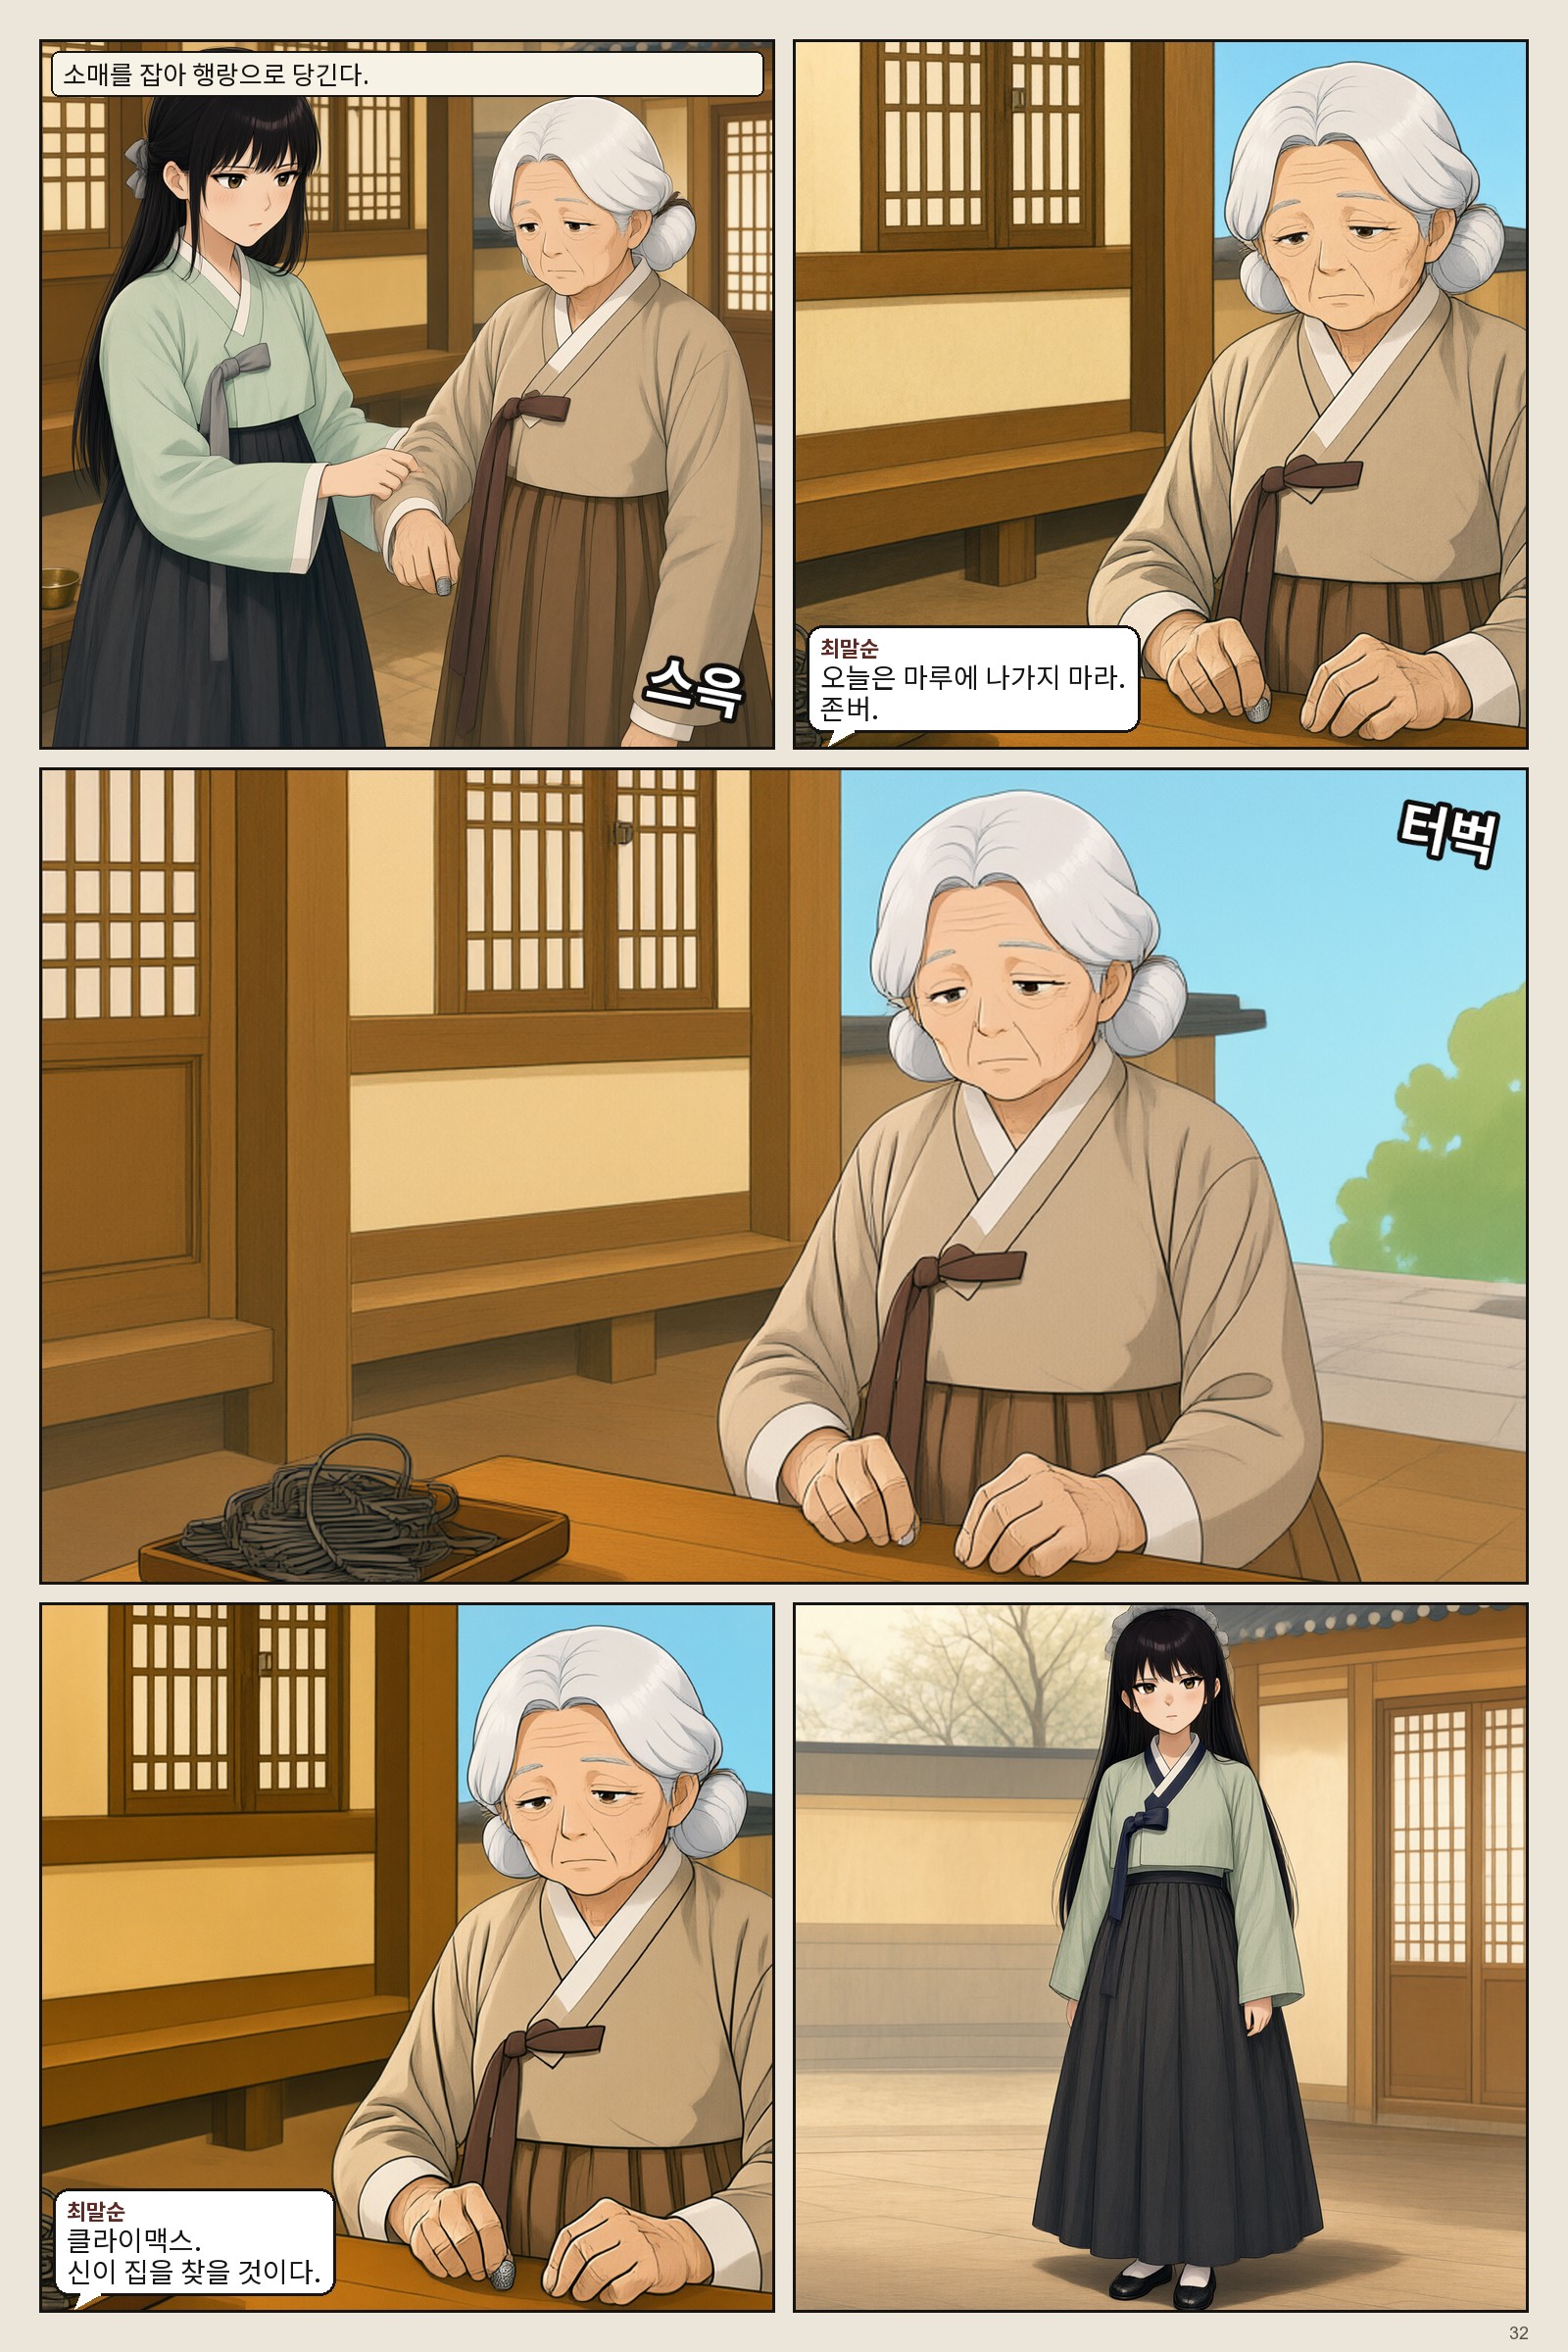 소매를 잡아 행랑으로 당긴다.
스윽
최말순
오늘은 마루에 나가지 마라.
존버.
터벅
최말순
클라이맥스.
신이 집을 찾을 것이다.
32